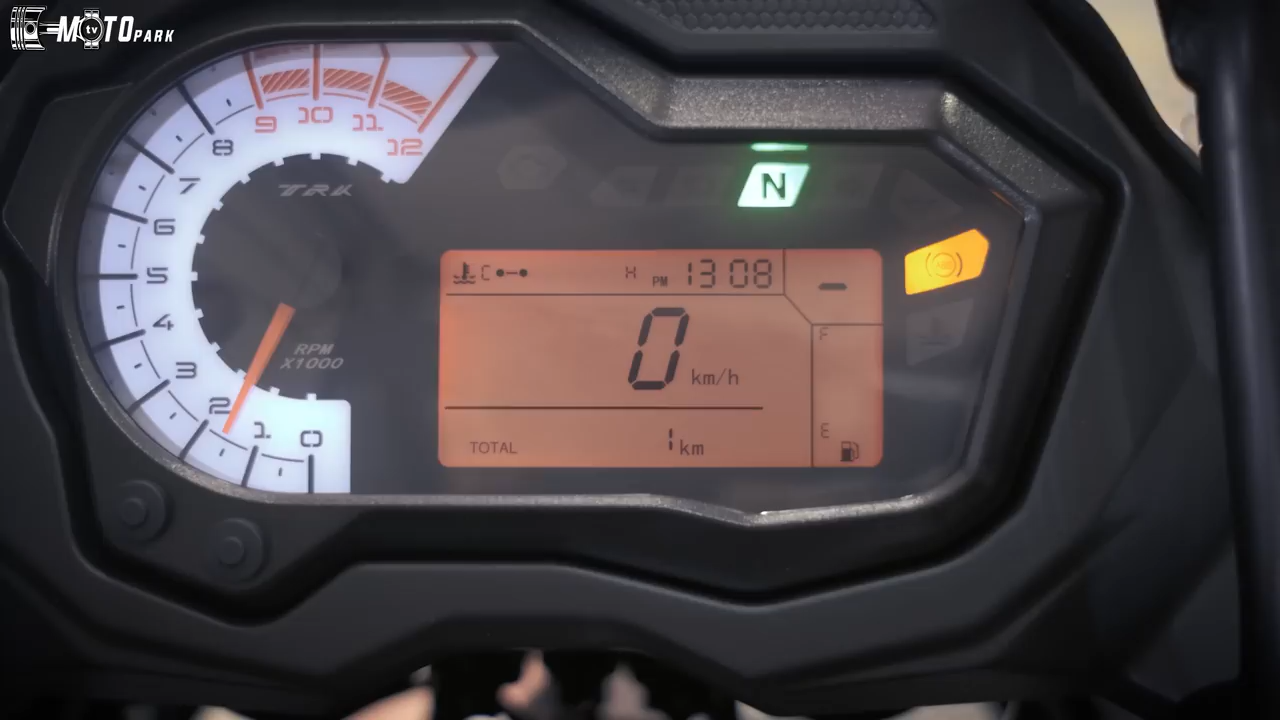 MOTO tv PARK
9 10 11 12
8
7
6
5
4
3
2
1
0
TRK
RPM
X1000
N
ABS
C H PM 13 08
0 km/h
TOTAL 1 km
F
E